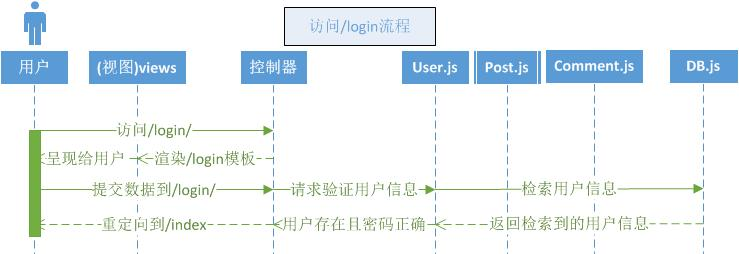 访问/login流程
用户
(视图)views
控制器
User.js
Post.js
Comment.js
DB.js
访问/login/
呈现给用户
渲染/login模板
提交数据到/login/
请求验证用户信息
检索用户信息
重定向到/index
用户存在且密码正确
返回检索到的用户信息